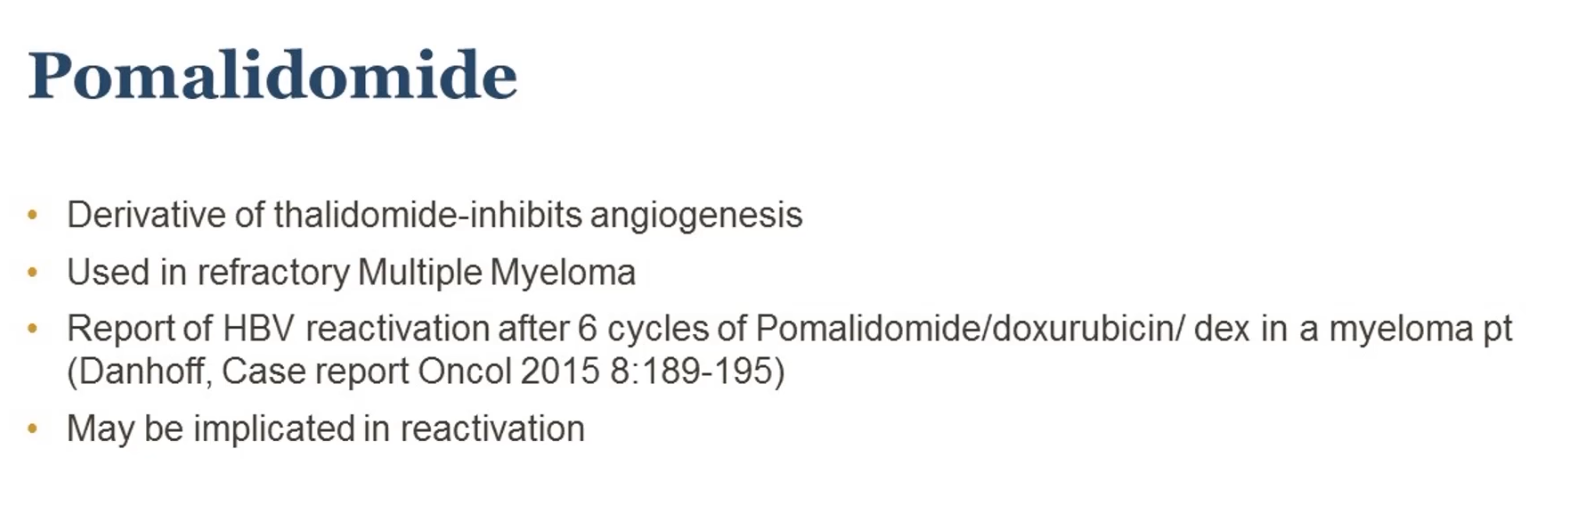 Pomalidomide
• Derivative of thalidomide-inhibits angiogenesis
• Used in refractory Multiple Myeloma
• Report of HBV reactivation after 6 cycles of Pomalidomide/doxurubicin/ dex in a myeloma pt
(Danhoff, Case report Oncol 2015 8:189-195)
• May be implicated in reactivation